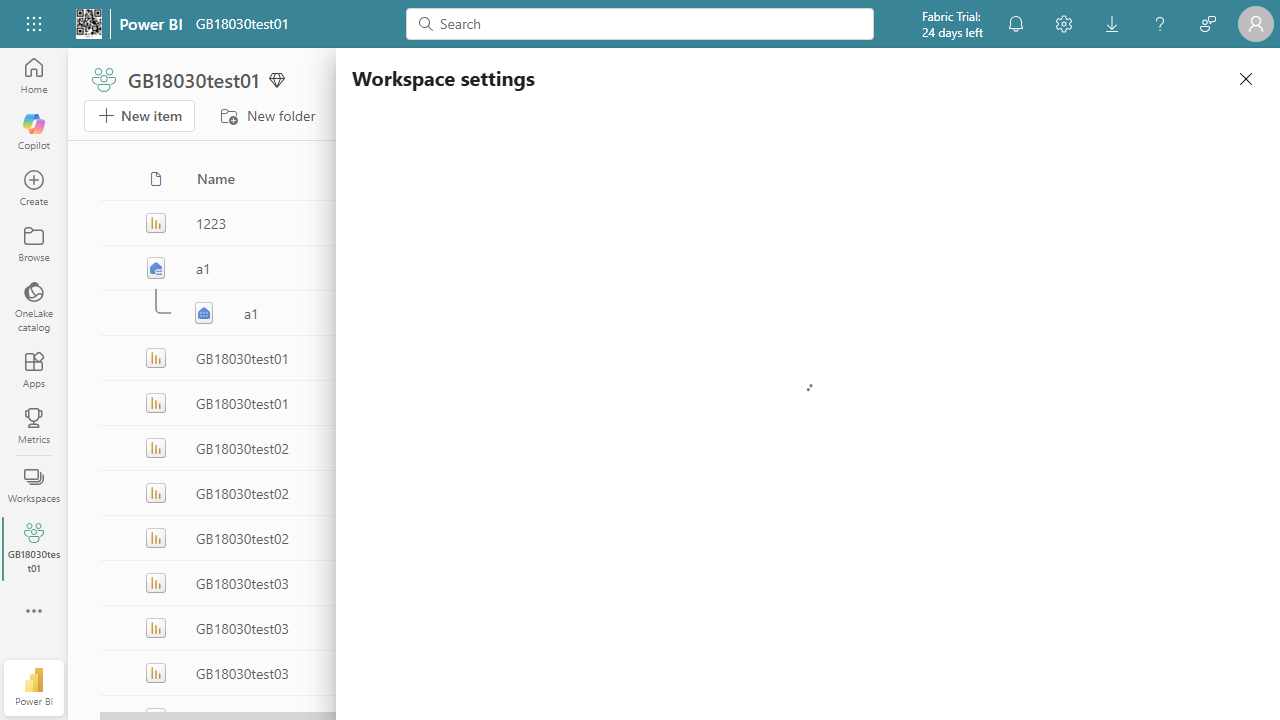 Power BI GB18030test01
Search
Fabric Trial:
24 days left
Home
Copilot
Create
Browse
OneLake
catalog
Apps
Metrics
Workspaces
GB18030tes
t01
Power BI
GB18030test01
New item
New folder
Name
1223
a1
a1
GB18030test01
GB18030test01
GB18030test02
GB18030test02
GB18030test02
GB18030test03
GB18030test03
GB18030test03
Workspace settings